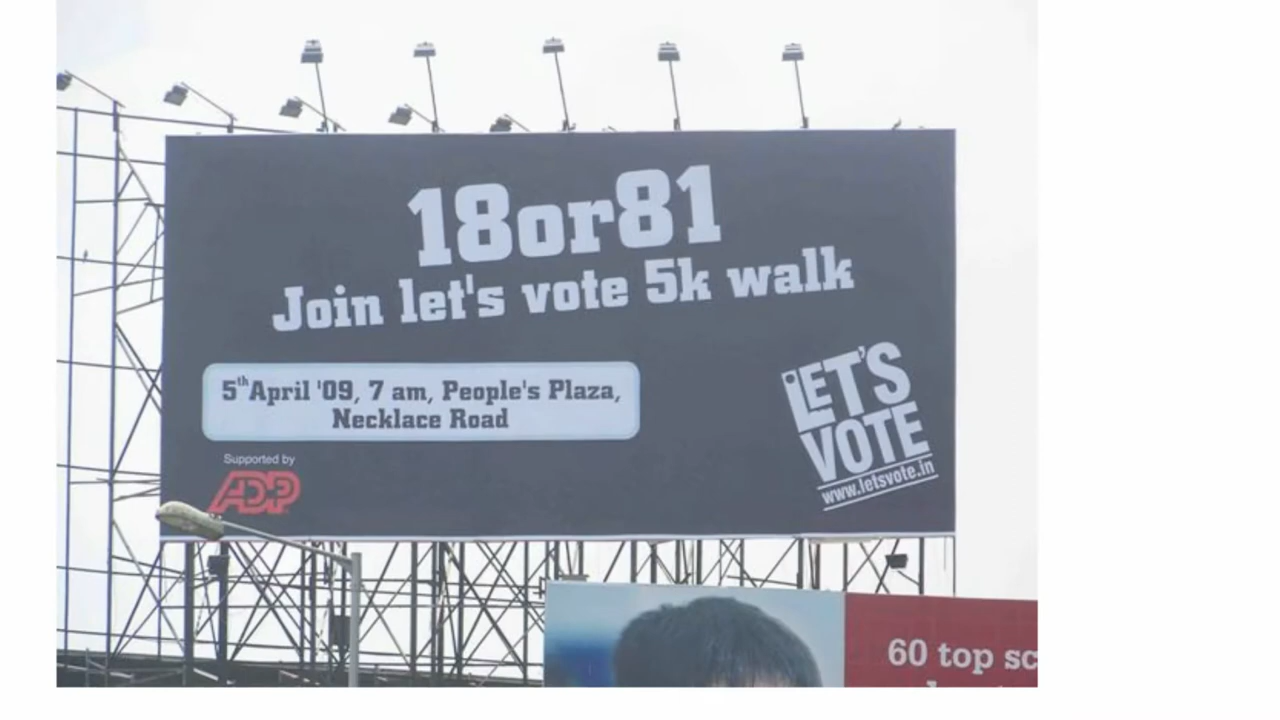 18or81
Join let's vote 5k walk
5th April '09, 7 am, People's Plaza,
Necklace Road
Supported by
ADP
LET'S
VOTE
www.letsvote.in
60 top